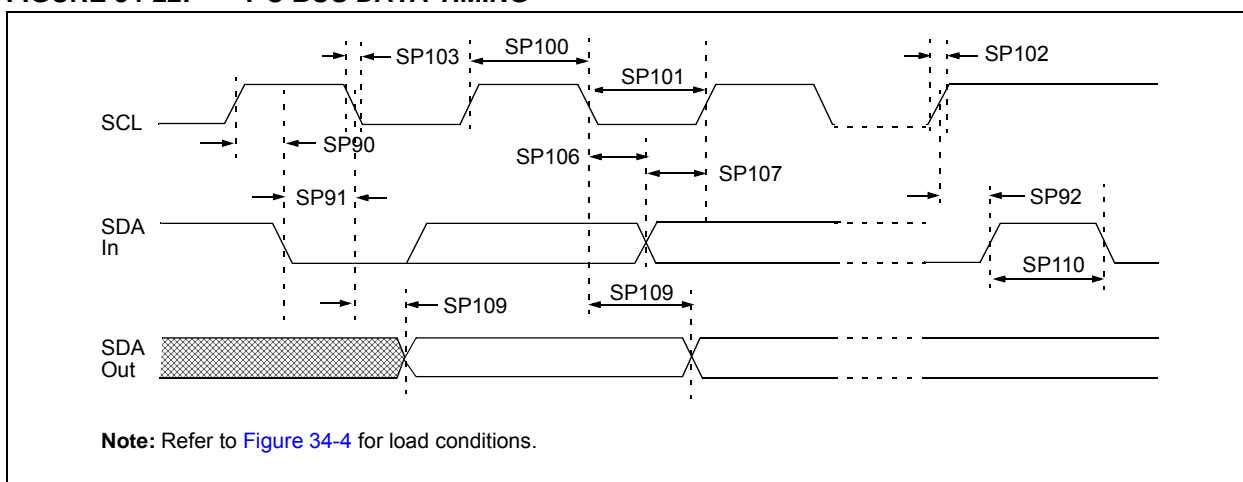 SP103
SP100
SP101
SP102
SCL
SP90
SP106
SP107
SP91
SP92
SDA
In
SP110
SP109
SP109
SDA
Out
Note: Refer to Figure 34-4 for load conditions.